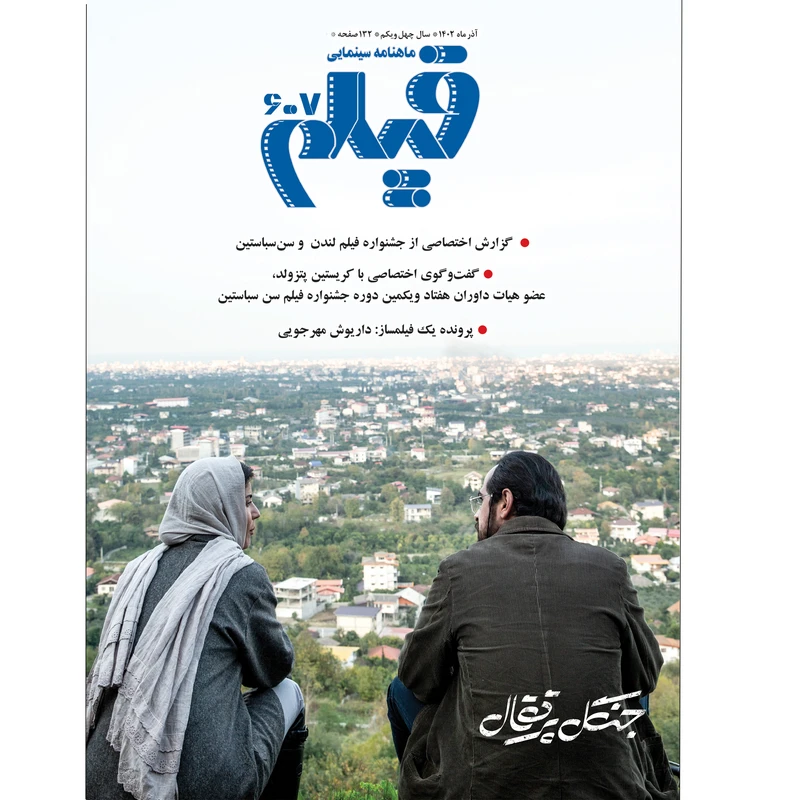 آذر ماه ۱۴۰۲ * سال چهل و یکم * ۱۳۲ صفحه *
ماهنامه سینمایی
فیلم
۶۰۷
گزارش اختصاصی از جشنواره فیلم لندن و سن‌سباستین
گفت‌وگوی اختصاصی با کریستین پتزولد،
عضو هیات داوران هفتاد ویکمین دوره جشنواره فیلم سن سباستین
پرونده یک فیلمساز: داریوش مهرجویی
جنگل پرتقال